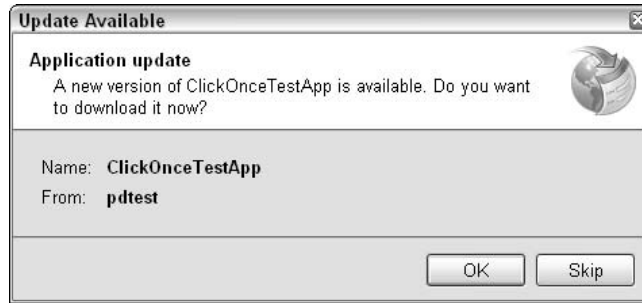 Update Available
Application update
A new version of ClickOnceTestApp is available. Do you want
to download it now?
Name: ClickOnceTestApp
From: pdtest
OK Skip